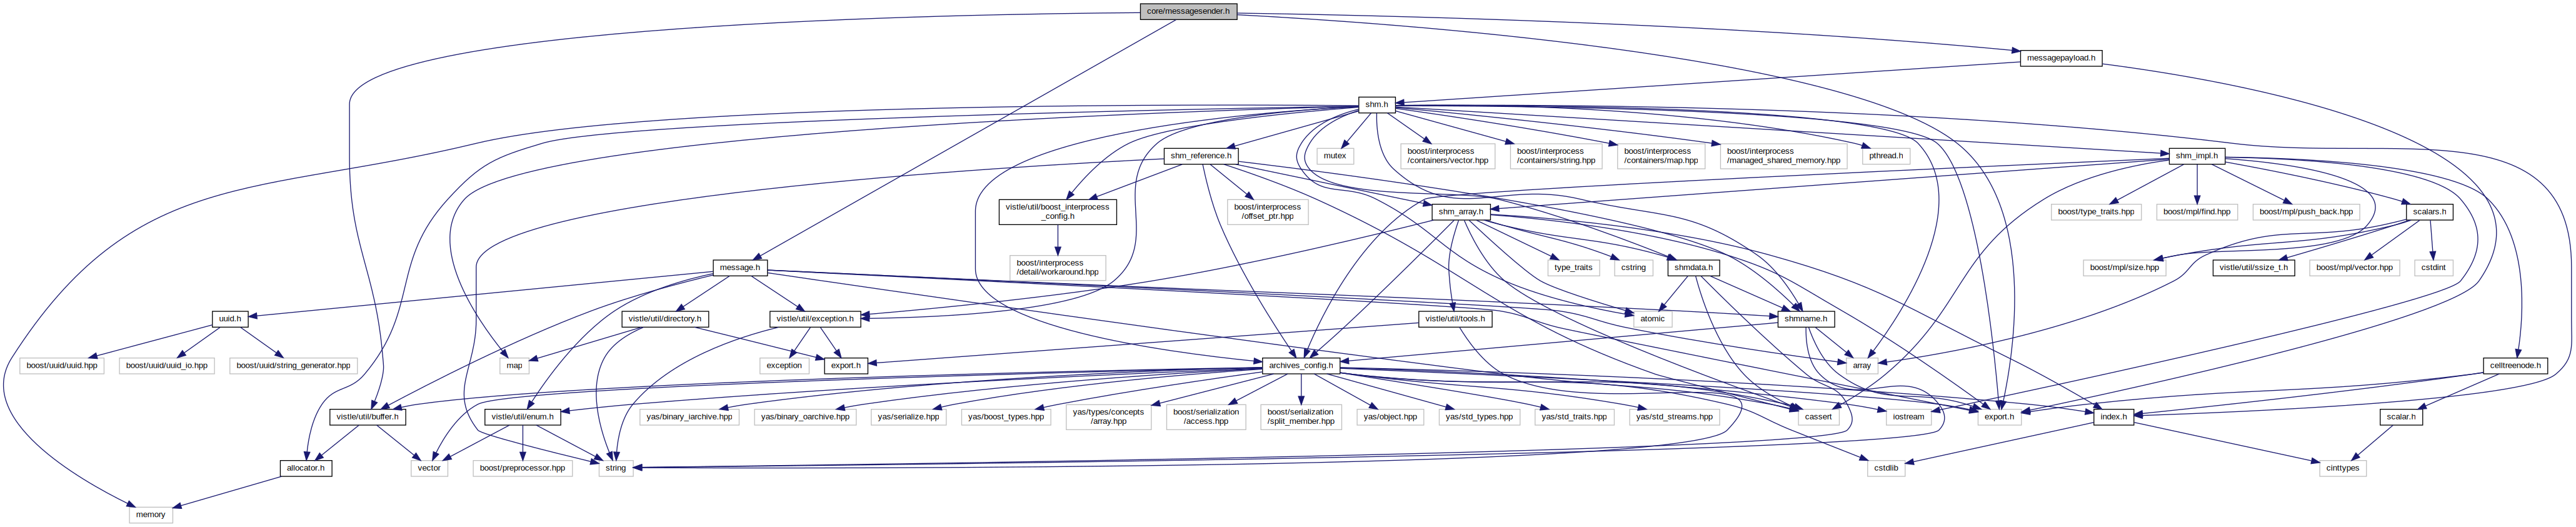 core/messagesender.h
messagepayload.h
shm.h
shm_reference.h
mutex
boost/interprocess
/containers/vector.hpp
boost/interprocess
/containers/string.hpp
boost/interprocess
/containers/map.hpp
boost/interprocess
/managed_shared_memory.hpp
pthread.h
shm_impl.h
vistle/util/boost_interprocess
_config.h
boost/interprocess
/offset_ptr.hpp
shm_array.h
boost/type_traits.hpp
boost/mpl/find.hpp
boost/mpl/push_back.hpp
scalars.h
message.h
boost/interprocess
/detail/workaround.hpp
type_traits
cstring
shmdata.h
boost/mpl/size.hpp
vistle/util/ssize_t.h
boost/mpl/vector.hpp
cstdint
uuid.h
vistle/util/directory.h
vistle/util/exception.h
vistle/util/tools.h
atomic
shmname.h
boost/uuid/uuid.hpp
boost/uuid/uuid_io.hpp
boost/uuid/string_generator.hpp
map
exception
export.h
archives_config.h
array
celltreenode.h
vistle/util/buffer.h
vistle/util/enum.h
yas/binary_iarchive.hpp
yas/binary_oarchive.hpp
yas/serialize.hpp
yas/boost_types.hpp
yas/types/concepts
/array.hpp
boost/serialization
/access.hpp
boost/serialization
/split_member.hpp
yas/object.hpp
yas/std_types.hpp
yas/std_traits.hpp
yas/std_streams.hpp
cassert
iostream
export.h
index.h
scalar.h
allocator.h
vector
boost/preprocessor.hpp
string
cstdlib
cinttypes
memory